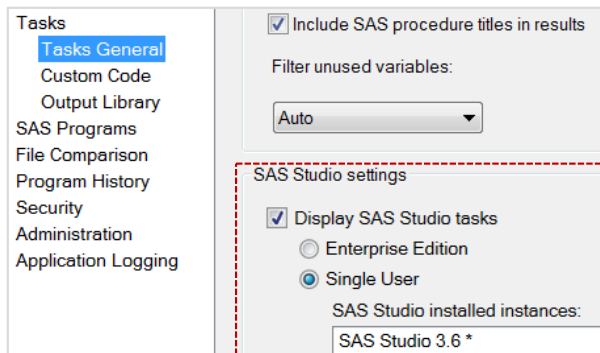 Tasks
Tasks General
Custom Code
Output Library
SAS Programs
File Comparison
Program History
Security
Administration
Application Logging
Include SAS procedure titles in results
Filter unused variables:
Auto
SAS Studio settings
Display SAS Studio tasks
Enterprise Edition
Single User
SAS Studio installed instances:
SAS Studio 3.6 *